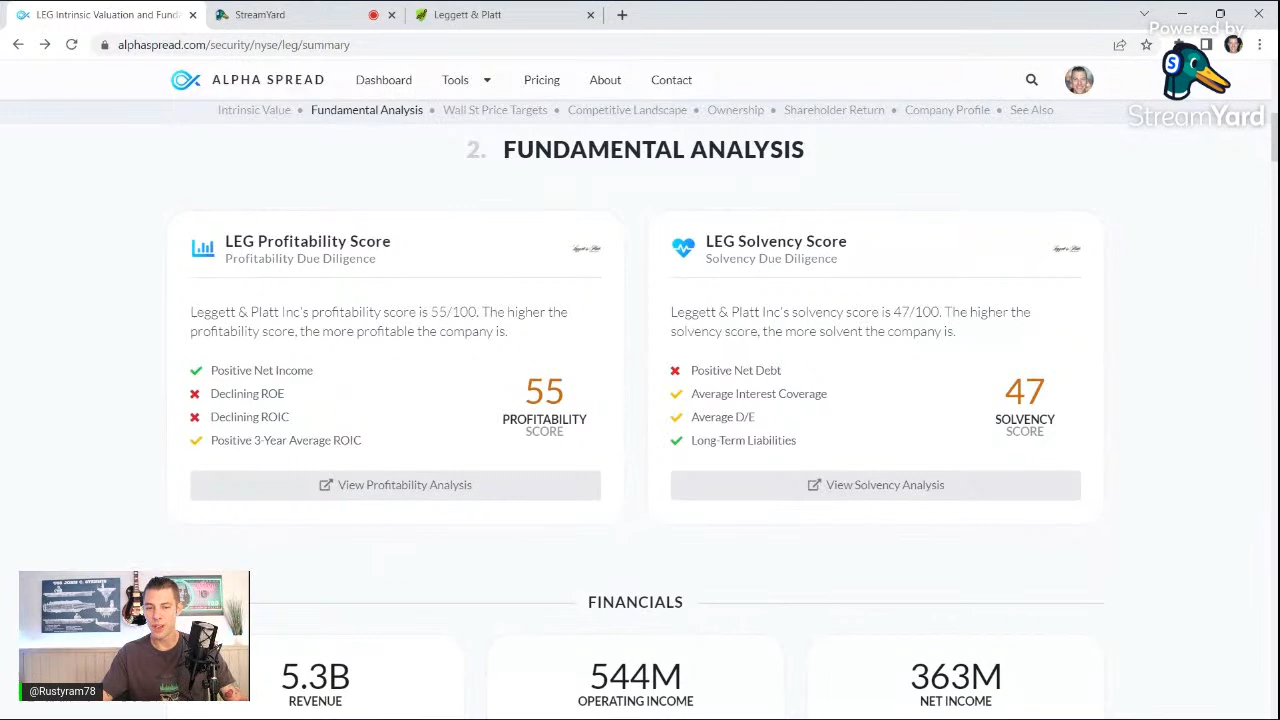 LEG Intrinsic Valuation and Fund
StreamYard
Leggett & Platt
alphaspread.com/security/nyse/leg/summary
Powered by
StreamYard
ALPHA SPREAD
Dashboard
Tools
Pricing
About
Contact
Intrinsic Value • Fundamental Analysis • Wall St Price Targets • Competitive Landscape • Ownership • Shareholder Return • Company Profile • See Also
2. FUNDAMENTAL ANALYSIS
LEG Profitability Score
Profitability Due Diligence
Leggett & Platt Inc's profitability score is 55/100. The higher the
profitability score, the more profitable the company is.
Positive Net Income
Declining ROE
Declining ROIC
Positive 3-Year Average ROIC
55
PROFITABILITY
SCORE
View Profitability Analysis
LEG Solvency Score
Solvency Due Diligence
Leggett & Platt Inc's solvency score is 47/100. The higher the
solvency score, the more solvent the company is.
Positive Net Debt
Average Interest Coverage
Average D/E
Long-Term Liabilities
47
SOLVENCY
SCORE
View Solvency Analysis
FINANCIALS
5.3B
REVENUE
544M
OPERATING INCOME
363M
NET INCOME
USS JOHN C. STENNIS
@Rustyram78